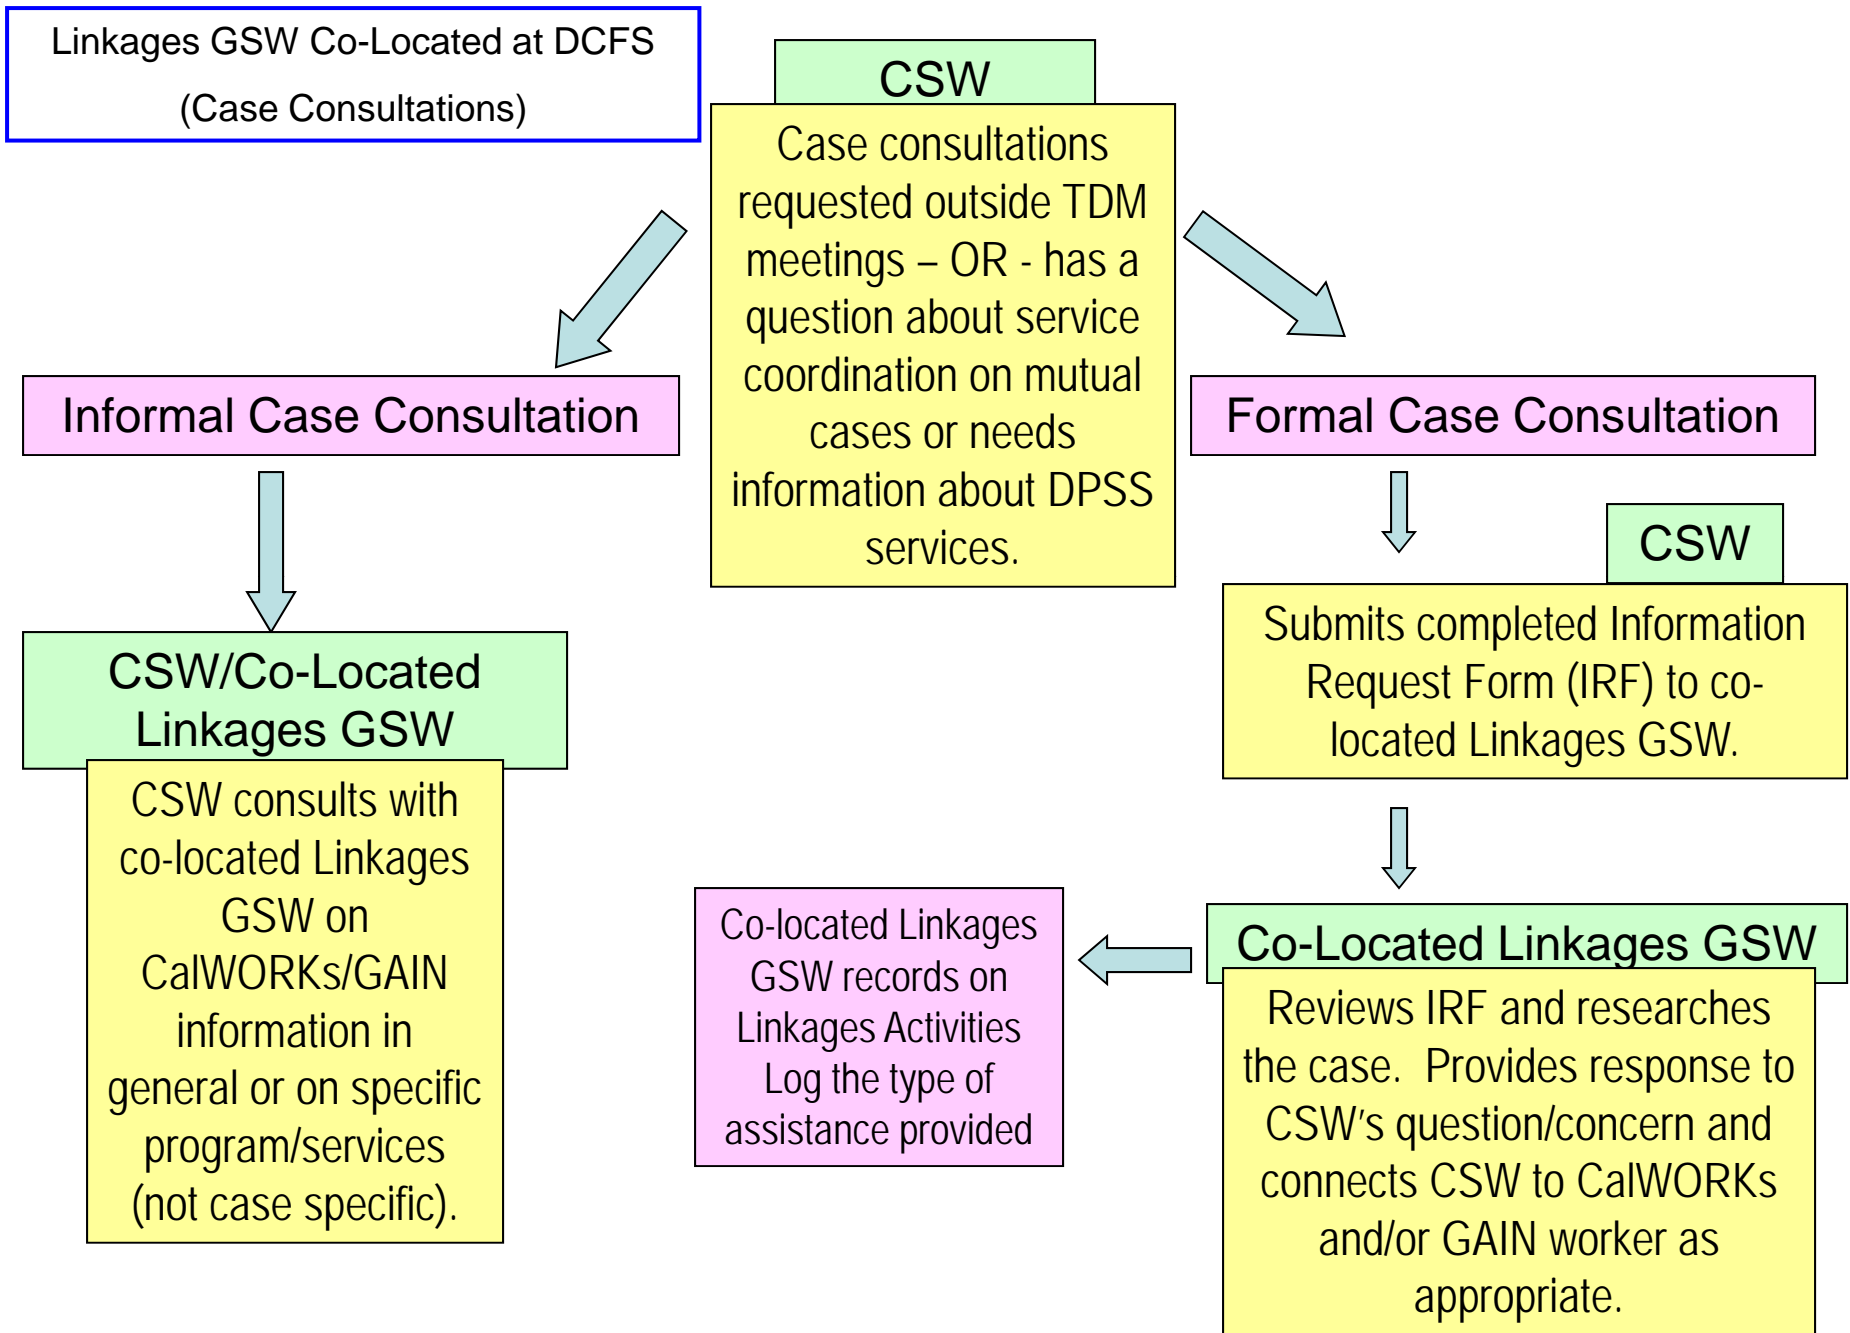 Linkages GSW Co-Located at DCFS
(Case Consultations)
CSW
Case consultations
requested outside TDM
meetings – OR - has a
question about service
coordination on mutual
cases or needs
information about DPSS
services.
Informal Case Consultation
CSW/Co-Located
Linkages GSW
CSW consults with
co-located Linkages
GSW on
CalWORKs/GAIN
information in
general or on specific
program/services
(not case specific).
Formal Case Consultation
CSW
Submits completed Information
Request Form (IRF) to co-
located Linkages GSW.
Co-Located Linkages GSW
Reviews IRF and researches
the case.  Provides response to
CSW’s question/concern and
connects CSW to CalWORKs
and/or GAIN worker as
appropriate.
Co-located Linkages
GSW records on
Linkages Activities
Log the type of
assistance provided